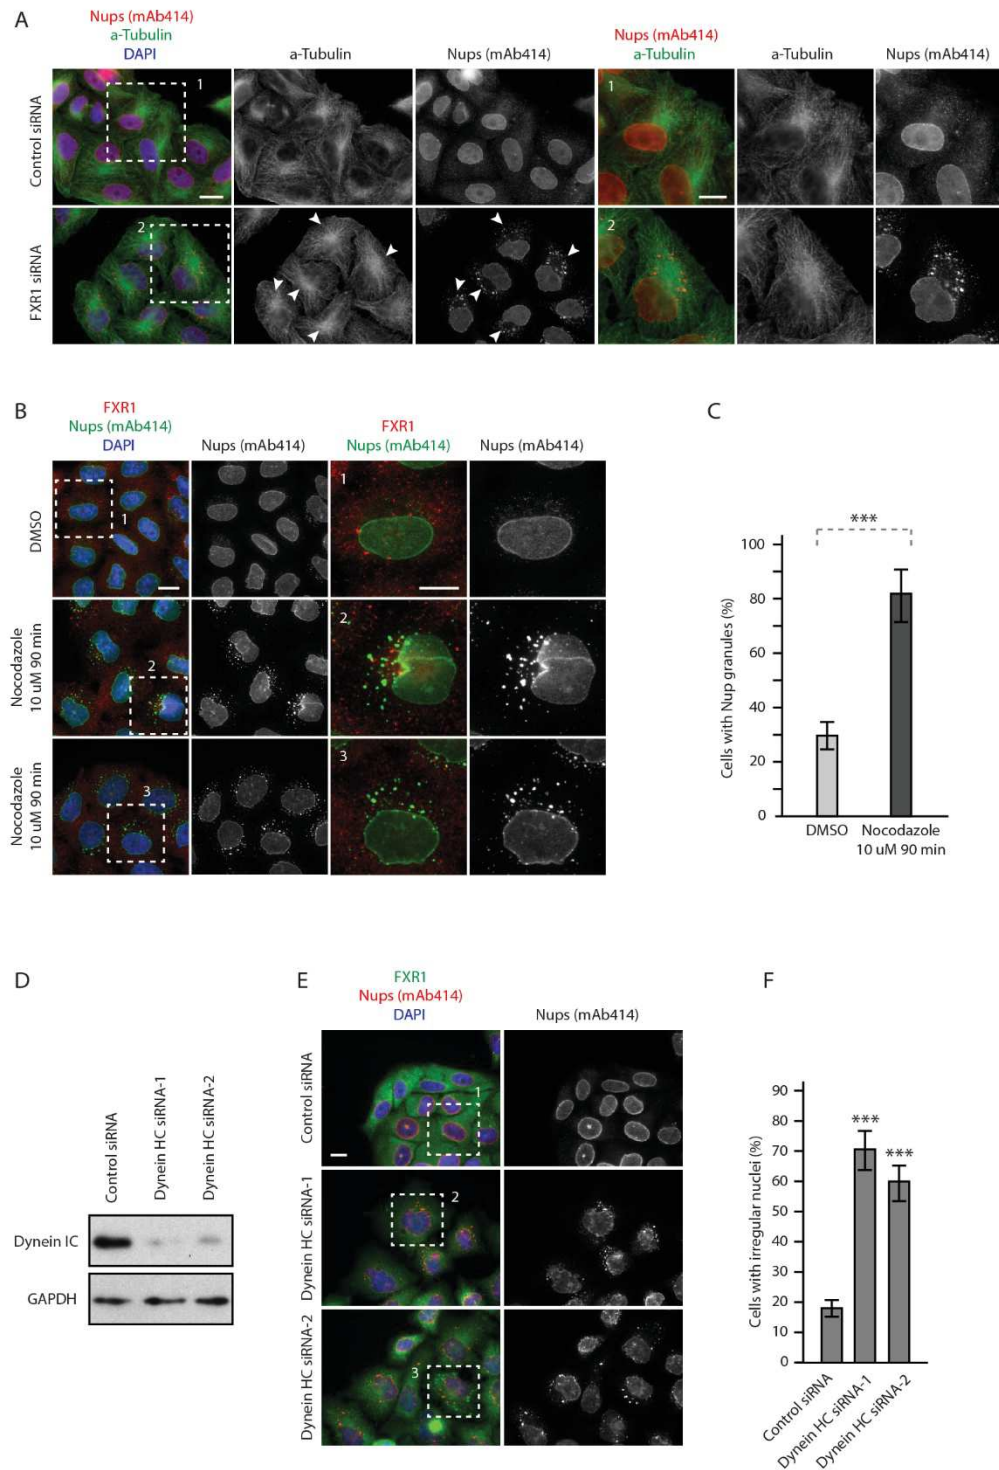 A
Nups (mAb414)
a-Tubulin
DAPI
a-Tubulin
Nups (mAb414)
Nups (mAb414)
a-Tubulin
a-Tubulin
Nups (mAb414)
Control siRNA
1
1
FXR1 siRNA
2
2
B
FXR1
Nups (mAb414)
DAPI
Nups (mAb414)
FXR1
Nups (mAb414)
Nups (mAb414)
DMSO
1
1
Nocodazole
10 uM 90 min
2
2
Nocodazole
10 uM 90 min
3
3
C
Cells with Nup granules (%)
100
80
60
40
20
0
***
DMSO
Nocodazole
10 uM 90 min
D
Control siRNA
Dynein HC siRNA-1
Dynein HC siRNA-2
Dynein IC
GAPDH
E
FXR1
Nups (mAb414)
DAPI
Nups (mAb414)
Control siRNA
1
Dynein HC siRNA-1
2
Dynein HC siRNA-2
3
F
Cells with irregular nuclei (%)
90
80
70
60
50
40
30
20
10
0
***
***
Control siRNA
Dynein HC siRNA-1
Dynein HC siRNA-2